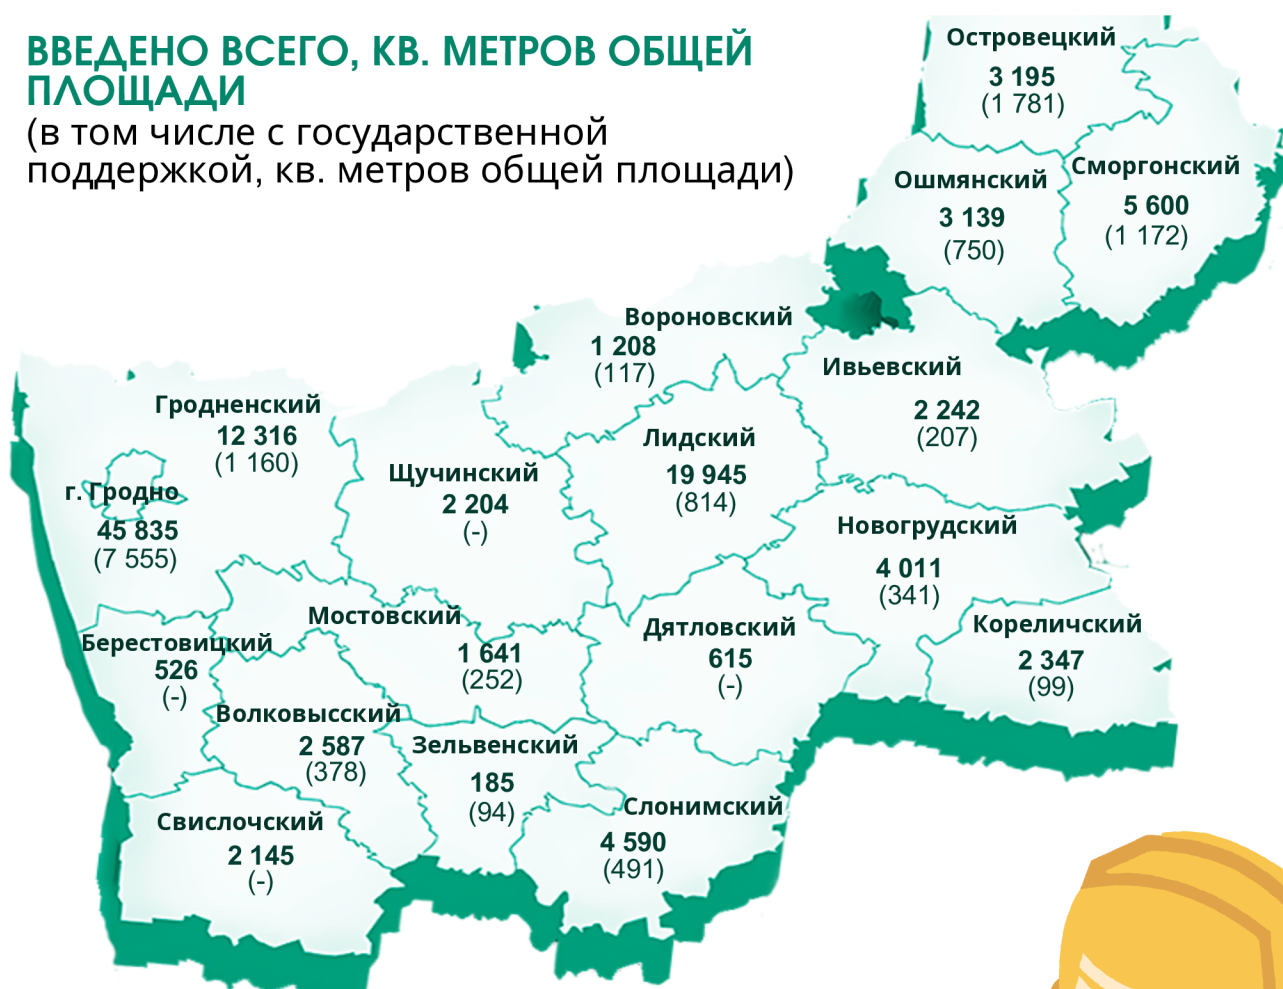 ВВЕДЕНО ВСЕГО, КВ. МЕТРОВ ОБЩЕЙ
ПЛОЩАДИ
(в том числе с государственной
поддержкой, кв. метров общей площади)
Островецкий
3 195
(1 781)
Сморгонский
5 600
(1 172)
Ошмянский
3 139
(750)
Вороновский
1 208
(117)
Ивьевский
2 242
(207)
Гродненский
12 316
(1 160)
г. Гродно
45 835
(7 555)
Щучинский
2 204
(-)
Лидский
19 945
(814)
Новогрудский
4 011
(341)
Мостовский
1 641
(252)
Дятловский
615
(-)
Кореличский
2 347
(99)
Берестовицкий
526
(-)
Волковысский
2 587
(378)
Зельвенский
185
(94)
Слонимский
4 590
(491)
Свислочский
2 145
(-)